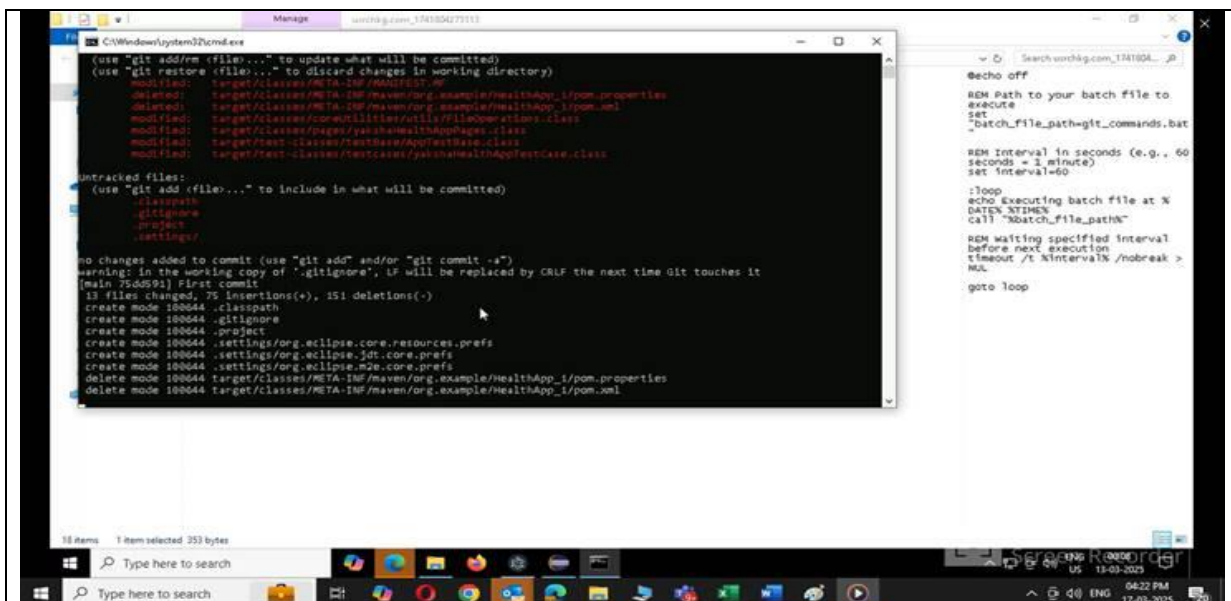 Manage
C:\Windows\system32\cmd.exe
(use "git add/rm <file>..." to update what will be committed)
(use "git restore <file>..." to discard changes in working directory)
modified: target/classes/META-INF/MANIFEST.MF
deleted: target/classes/META-INF/maven/org.example/HealthApp_1/pom.properties
deleted: target/classes/META-INF/maven/org.example/HealthApp_1/pom.xml
modified: target/classes/coreUtilities/utils/FileOperations.class
modified: target/classes/pages/yakshaHealthAppPages.class
modified: target/test-classes/testBase/AppTestBase.class
modified: target/test-classes/testcases/yakshaHealthAppTestCase.class
Untracked files:
(use "git add <file>..." to include in what will be committed)
.classpath
.gitignore
.project
.settings/
no changes added to commit (use "git add" and/or "git commit -a")
warning: in the working copy of '.gitignore', LF will be replaced by CRLF the next time Git touches it
[main 75dd591] First commit
13 files changed, 75 insertions(+), 151 deletions(-)
create mode 100644 .classpath
create mode 100644 .gitignore
create mode 100644 .project
create mode 100644 .settings/org.eclipse.core.resources.prefs
create mode 100644 .settings/org.eclipse.jdt.core.prefs
create mode 100644 .settings/org.eclipse.m2e.core.prefs
delete mode 100644 target/classes/META-INF/maven/org.example/HealthApp_1/pom.properties
delete mode 100644 target/classes/META-INF/maven/org.example/HealthApp_1/pom.xml
@echo off
REM Path to your batch file to
execute
set
"batch_file_path=git_commands.bat
"
REM Interval in seconds (e.g., 60
seconds = 1 minute)
set interval=60
:loop
echo Executing batch file at %
DATE% %TIME%
call "%batch_file_path%"
REM Waiting specified interval
before next execution
timeout /t %interval% /nobreak >
NUL
goto loop
18 items 1 item selected 353 bytes
Type here to search
Screen Recorder
US 13-03-2025
Type here to search
ENG 04:22 PM
17-03-2025